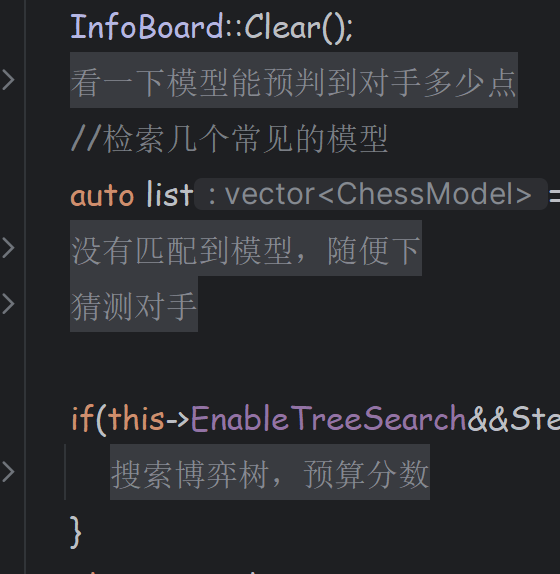 InfoBoard::Clear();
看一下模型能预判到对手多少点
//检索几个常见的模型
auto list : vector<ChessModel> =
没有匹配到模型，随便下
猜测对手
if(this->EnableTreeSearch&&Ste
搜索博弈树，预算分数
}